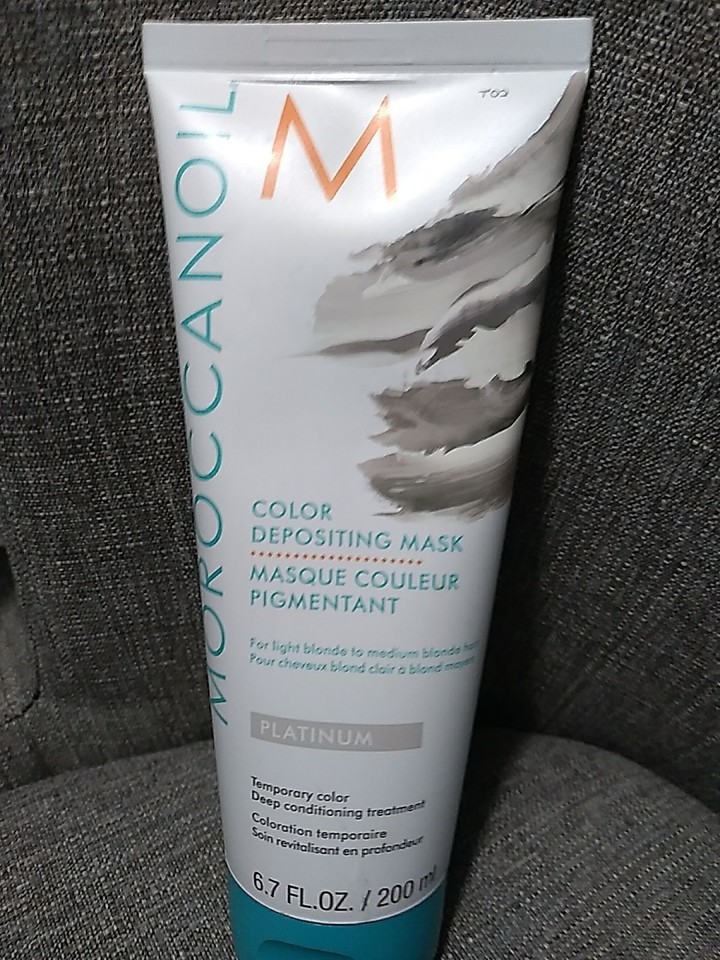 MOROCCANOIL
M
COLOR
DEPOSITING MASK
MASQUE COULEUR
PIGMENTANT
For light blonde to medium blonde
Pour cheveux blond clair à blond moyen
PLATINUM
Temporary color
Deep conditioning treatment
Coloration temporaire
Soin revitalisant en profondeur
6.7 FL.OZ. / 200 ml